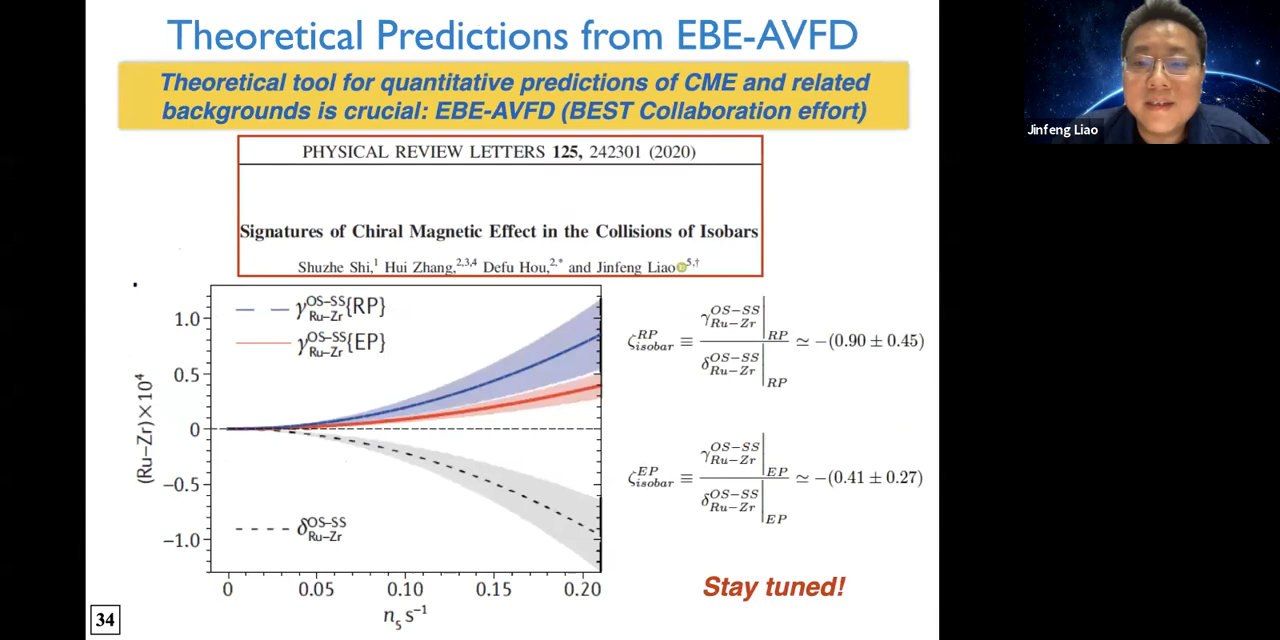 Theoretical Predictions from EBE-AVFD
Theoretical tool for quantitative predictions of CME and related
backgrounds is crucial: EBE-AVFD (BEST Collaboration effort)
PHYSICAL REVIEW LETTERS 125, 242301 (2020)
Signatures of Chiral Magnetic Effect in the Collisions of Isobars
Shuzhe Shi,¹ Hui Zhang,²,³,⁴ Defu Hou,²,* and Jinfeng Liao⁵,†
γ^{OS–SS}_{Ru–Zr}{RP}
γ^{OS–SS}_{Ru–Zr}{EP}
δ^{OS–SS}_{Ru–Zr}
(Ru–Zr)×10⁴
1.0
0.5
0
−0.5
−1.0
0 0.05 0.10 0.15 0.20
n₅ s⁻¹
ζ^{RP}_{isobar} ≡ γ^{OS−SS}_{Ru−Zr}|_{RP} / δ^{OS−SS}_{Ru−Zr}|_{RP} ≃ −(0.90 ± 0.45)
ζ^{EP}_{isobar} ≡ γ^{OS−SS}_{Ru−Zr}|_{EP} / δ^{OS−SS}_{Ru−Zr}|_{EP} ≃ −(0.41 ± 0.27)
Stay tuned!
34
Jinfeng Liao